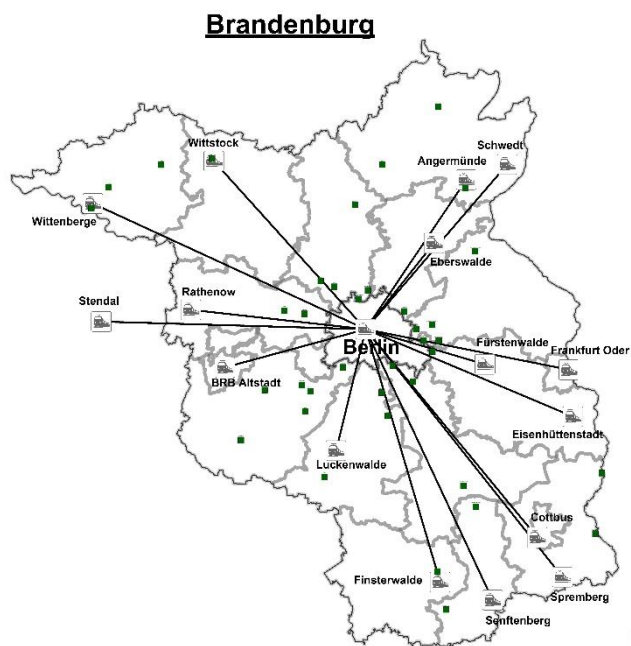 Brandenburg
Wittstock
Schwedt
Angermünde
Wittenberge
Eberswalde
Stendal
Rathenow
Berlin
Fürstenwalde
Frankfurt Oder
BRB Altstadt
Eisenhüttenstadt
Luckenwalde
Cottbus
Finsterwalde
Spremberg
Senftenberg